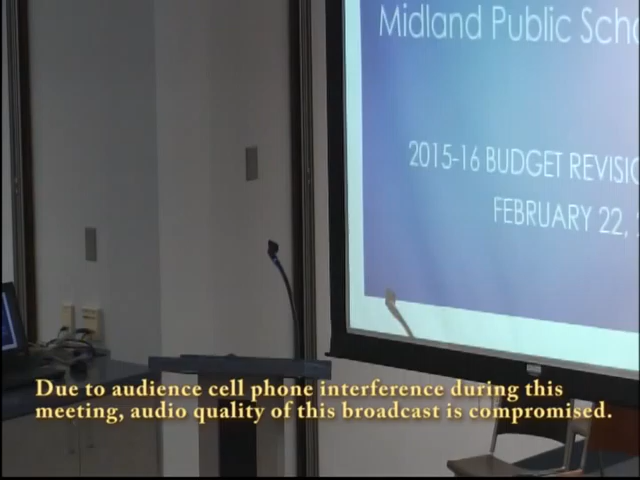 Midland Public Scho
2015-16 BUDGET REVISIO
FEBRUARY 22,
Due to audience cell phone interference during this
meeting, audio quality of this broadcast is compromised.